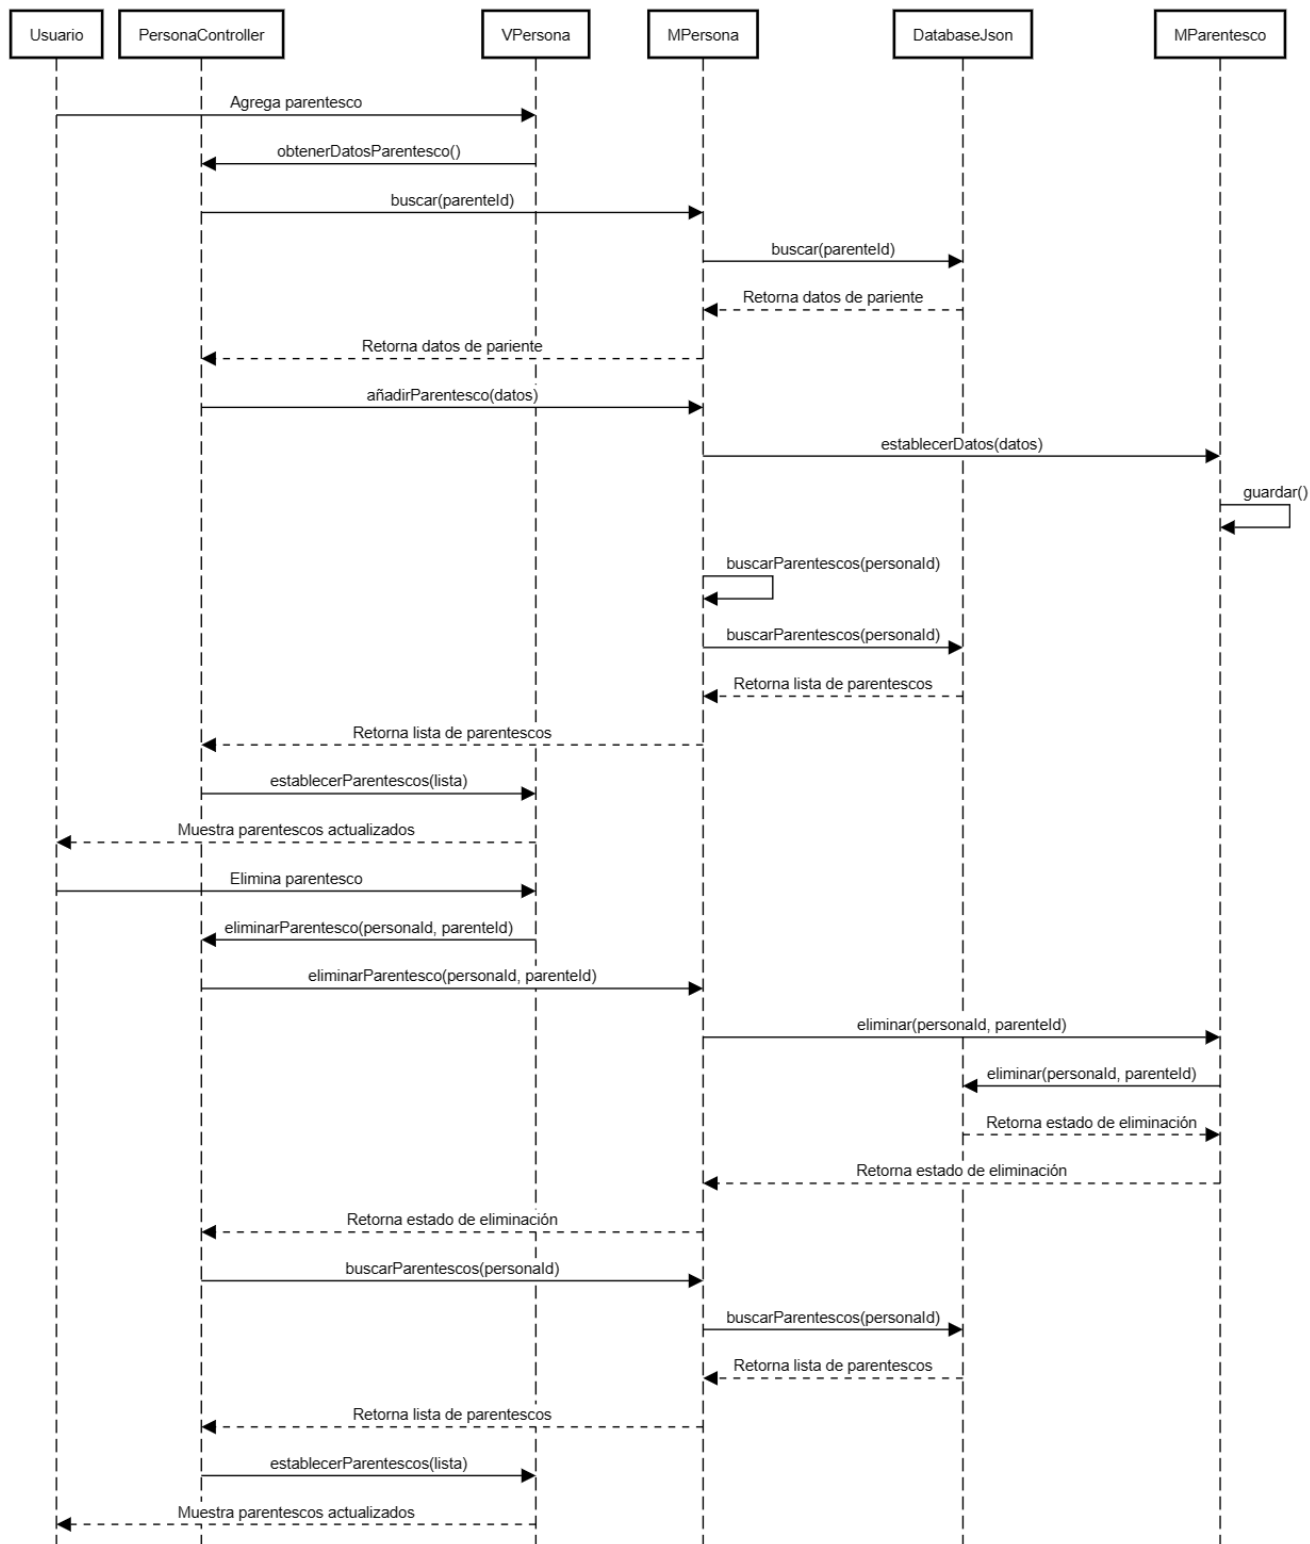 Usuario
PersonaController
VPersona
MPersona
DatabaseJson
MParentesco
Agrega parentesco
obtenerDatosParentesco()
buscar(parenteId)
buscar(parenteId)
Retorna datos de pariente
Retorna datos de pariente
añadirParentesco(datos)
establecerDatos(datos)
guardar()
buscarParentescos(personaId)
buscarParentescos(personaId)
Retorna lista de parentescos
Retorna lista de parentescos
establecerParentescos(lista)
Muestra parentescos actualizados
Elimina parentesco
eliminarParentesco(personaId, parenteId)
eliminarParentesco(personaId, parenteId)
eliminar(personaId, parenteId)
eliminar(personaId, parenteId)
Retorna estado de eliminación
Retorna estado de eliminación
Retorna estado de eliminación
buscarParentescos(personaId)
buscarParentescos(personaId)
Retorna lista de parentescos
Retorna lista de parentescos
establecerParentescos(lista)
Muestra parentescos actualizados